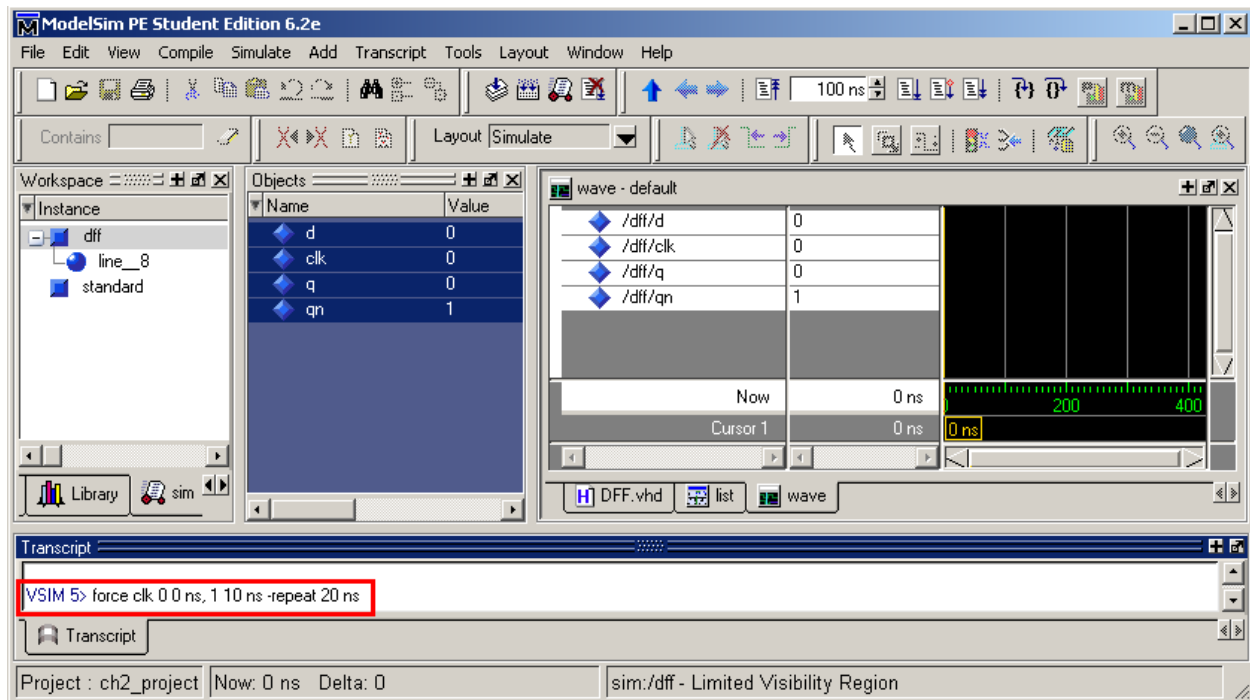 ModelSim PE Student Edition 6.2e
File Edit View Compile Simulate Add Transcript Tools Layout Window Help
100 ns
Contains
Layout Simulate
Workspace
Instance
dff
line__8
standard
Library
sim
Objects
Name Value
d 0
clk 0
q 0
qn 1
wave - default
/dff/d 0
/dff/clk 0
/dff/q 0
/dff/qn 1
Now 0 ns
200 400
Cursor 1 0 ns 0 ns
DFF.vhd list wave
Transcript
VSIM 5> force clk 0 0 ns, 1 10 ns -repeat 20 ns
Transcript
Project : ch2_project Now: 0 ns Delta: 0 sim:/dff - Limited Visibility Region